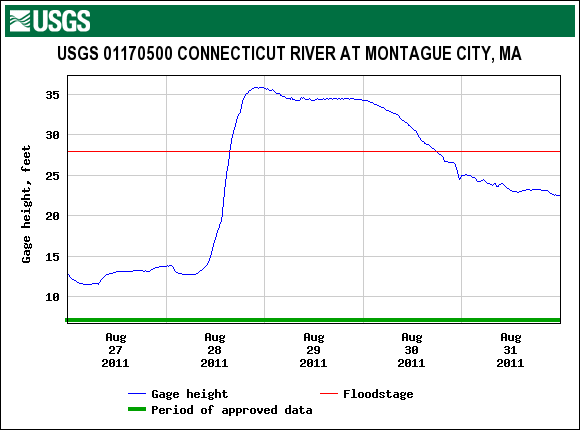 USGS
USGS 01170500 CONNECTICUT RIVER AT MONTAGUE CITY, MA
Gage height, feet
35
30
25
20
15
10
Aug 27 2011
Aug 28 2011
Aug 29 2011
Aug 30 2011
Aug 31 2011
Gage height
Floodstage
Period of approved data